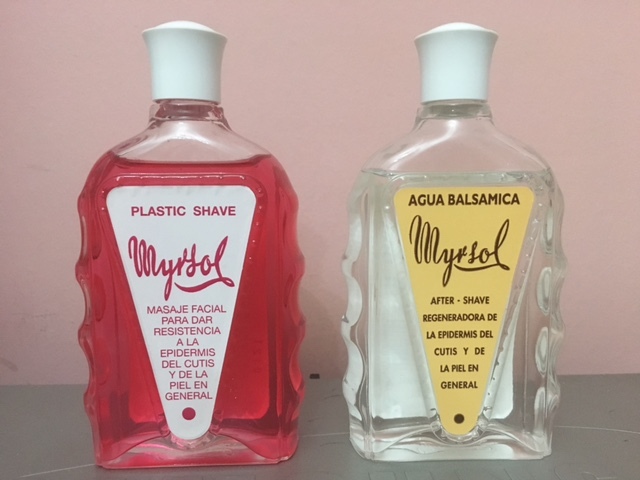 PLASTIC SHAVE
Myrsol
MASAJE FACIAL
PARA DAR
RESISTENCIA
A LA
EPIDERMIS
DEL CUTIS
Y DE LA
PIEL EN
GENERAL
AGUA BALSAMICA
Myrsol
AFTER - SHAVE
REGENERADORA DE
LA EPIDERMIS DEL
CUTIS Y DE
LA PIEL EN
GENERAL